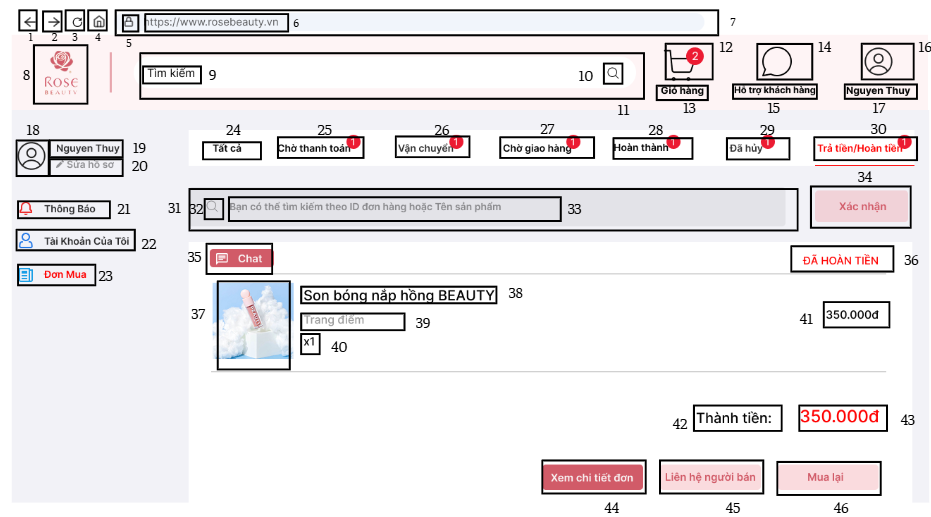 https://www.rosebeauty.vn
6
7
1
2
3
4
5
8
ROSE
BEAUTY
Tìm kiếm
9
10
11
2
12
Giỏ hàng
13
14
Hỗ trợ khách hàng
15
16
Nguyen Thuy
17
18
Nguyen Thuy
19
Sửa hồ sơ
20
Thông Báo
21
Tài Khoản Của Tôi
22
Đơn Mua
23
24
25
26
27
28
29
30
Tất cả
Chờ thanh toán 1
Vận chuyển 1
Chờ giao hàng 1
Hoàn thành 1
Đã hủy 1
Trả tiền/Hoàn tiền 1
31
32
Bạn có thể tìm kiếm theo ID đơn hàng hoặc Tên sản phẩm
33
34
Xác nhận
35
Chat
ĐÃ HOÀN TIỀN
36
37
Son bóng nắp hồng BEAUTY
38
Trang điểm
39
x1
40
41
350.000đ
42
Thành tiền:
350.000đ
43
Xem chi tiết đơn
Liên hệ người bán
Mua lại
44
45
46